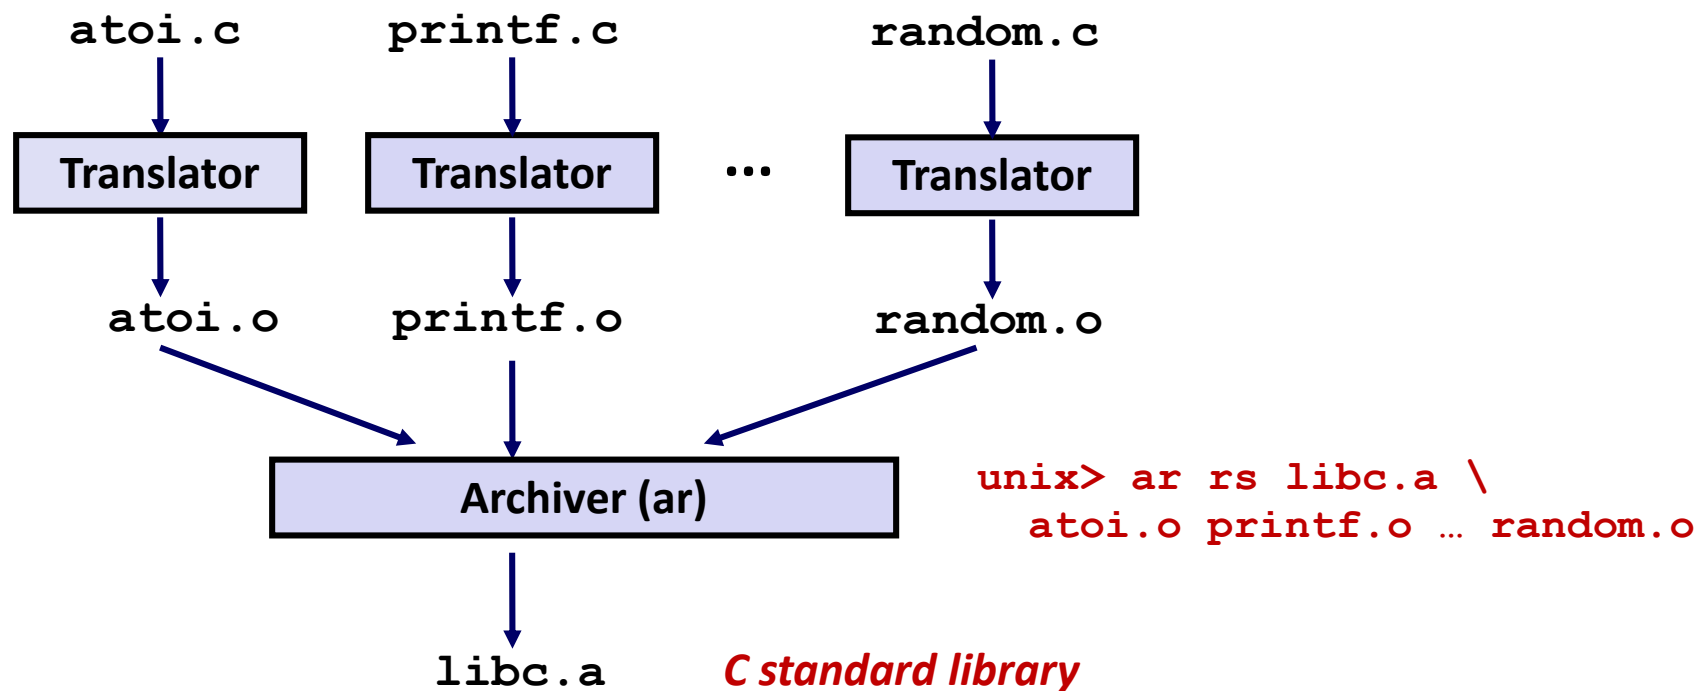 atoi.c printf.c random.c
Translator Translator ... Translator
atoi.o printf.o random.o
Archiver (ar)
unix> ar rs libc.a \
atoi.o printf.o … random.o
libc.a C standard library